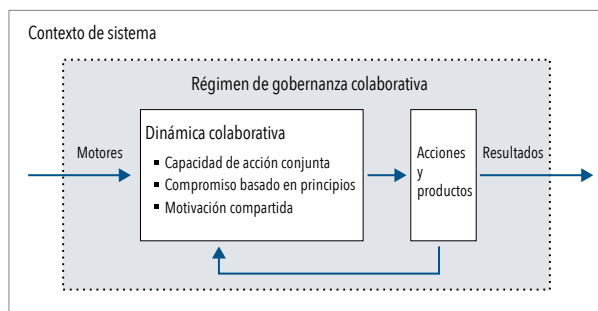 Contexto de sistema
Régimen de gobernanza colaborativa
Motores
Dinámica colaborativa
▪ Capacidad de acción conjunta
▪ Compromiso basado en principios
▪ Motivación compartida
Acciones
y
productos
Resultados